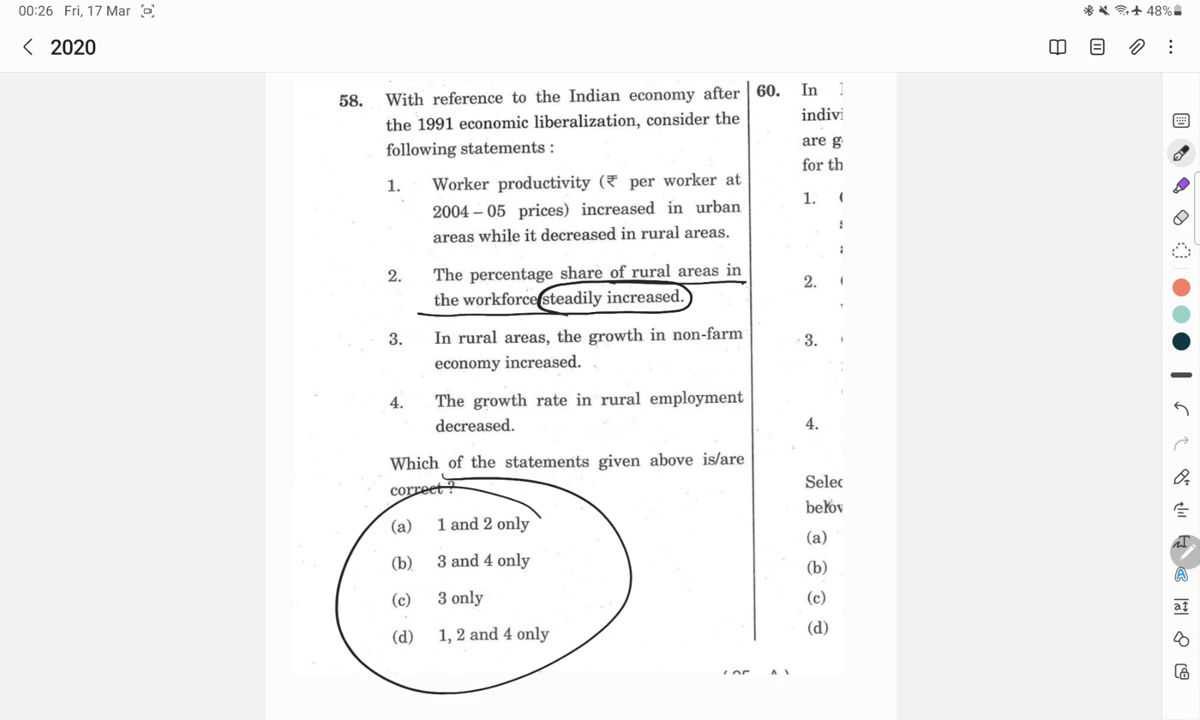 00:26 Fri, 17 Mar
48%
2020
58. With reference to the Indian economy after
the 1991 economic liberalization, consider the
following statements :
1. Worker productivity (₹ per worker at
2004 – 05 prices) increased in urban
areas while it decreased in rural areas.
2. The percentage share of rural areas in
the workforce steadily increased.
3. In rural areas, the growth in non-farm
economy increased.
4. The growth rate in rural employment
decreased.
Which of the statements given above is/are
correct ?
(a) 1 and 2 only
(b) 3 and 4 only
(c) 3 only
(d) 1, 2 and 4 only
60. In
indivi
are g
for th
1.
2.
3.
4.
Selec
below
(a)
(b)
(c)
(d)